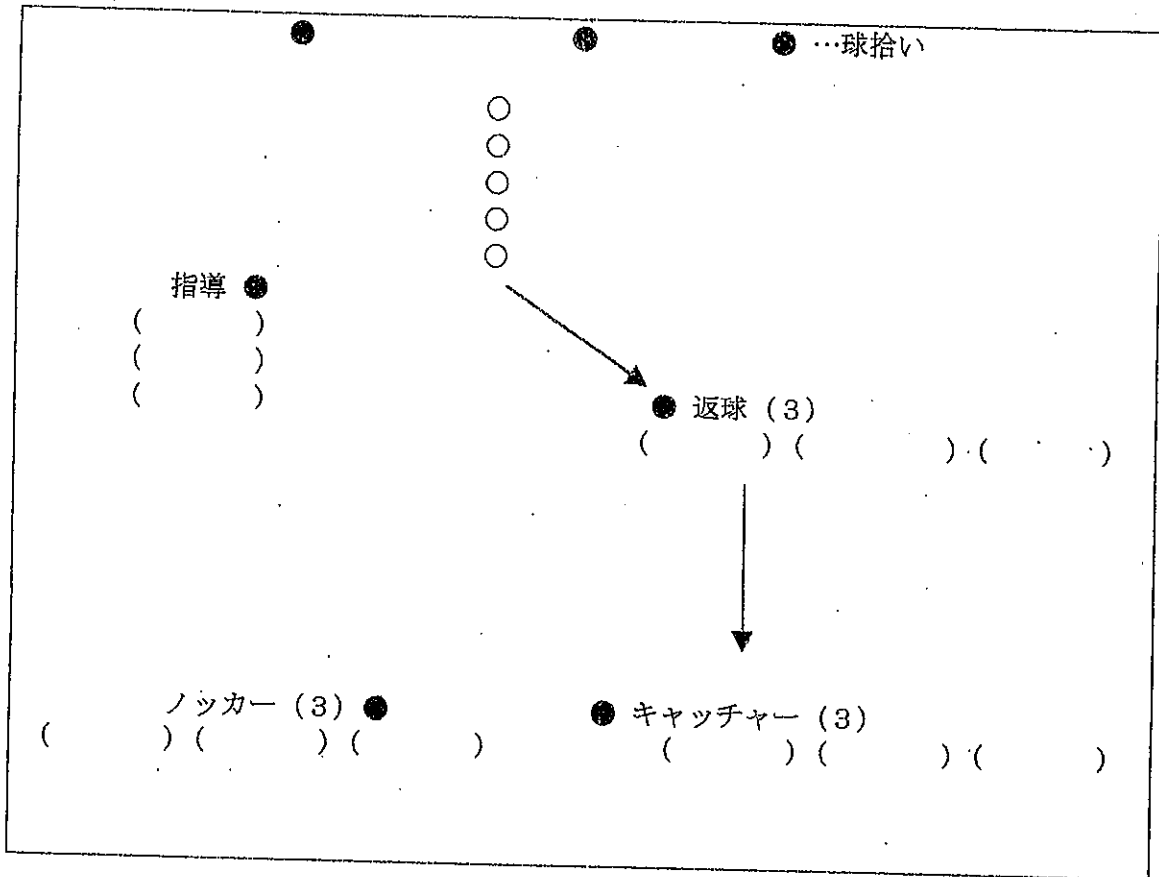 …球拾い
指導
(　　　)
(　　　)
(　　　)
返球 (3)
(　　　) (　　　) (　　　)
ノッカー (3)
(　　　) (　　　) (　　　)
キャッチャー (3)
(　　　) (　　　) (　　　)